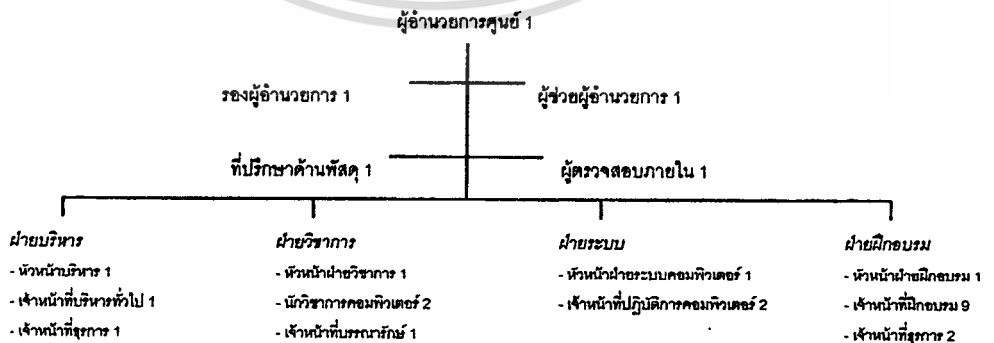 ผู้อำนวยการศูนย์ 1
รองผู้อำนวยการ 1
ผู้ช่วยผู้อำนวยการ 1
ที่ปรึกษาด้านพัสดุ 1
ผู้ตรวจสอบภายใน 1
ฝ่ายบริหาร
- หัวหน้าบริหาร 1
- เจ้าหน้าที่บริหารทั่วไป 1
- เจ้าหน้าที่ธุรการ 1
ฝ่ายวิชาการ
- หัวหน้าฝ่ายวิชาการ 1
- นักวิชาการคอมพิวเตอร์ 2
- เจ้าหน้าที่บรรณารักษ์ 1
ฝ่ายระบบ
- หัวหน้าฝ่ายระบบคอมพิวเตอร์ 1
- เจ้าหน้าที่ปฏิบัติการคอมพิวเตอร์ 2
ฝ่ายฝึกอบรม
- หัวหน้าฝ่ายฝึกอบรม 1
- เจ้าหน้าที่ฝึกอบรม 9
- เจ้าหน้าที่ธุรการ 2